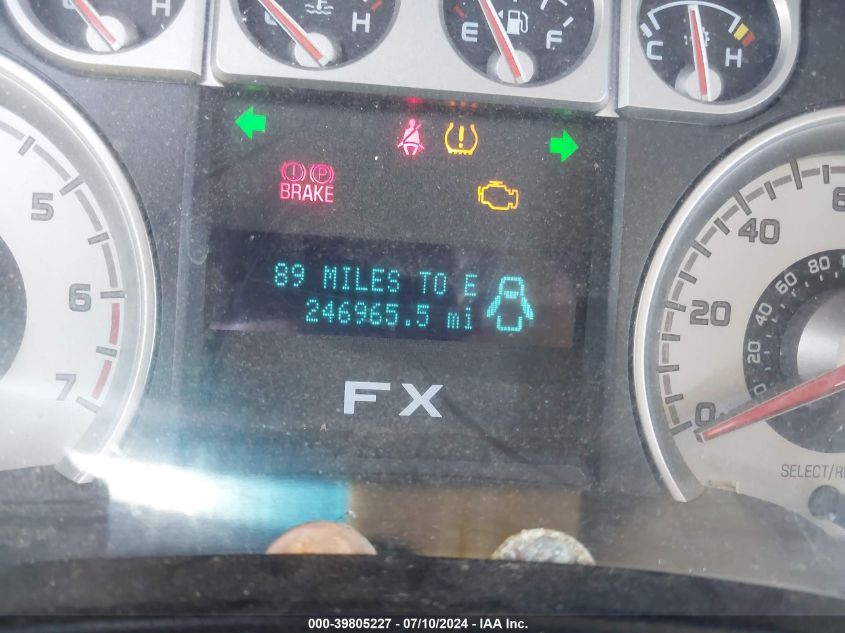 H
H
E F
C H
BRAKE
P
5
6
7
89 MILES TO E
246965.5 mi
FX
0
20
40
20
40
60
80
SELECT/RE
000-39805227 - 07/10/2024 - IAA Inc.